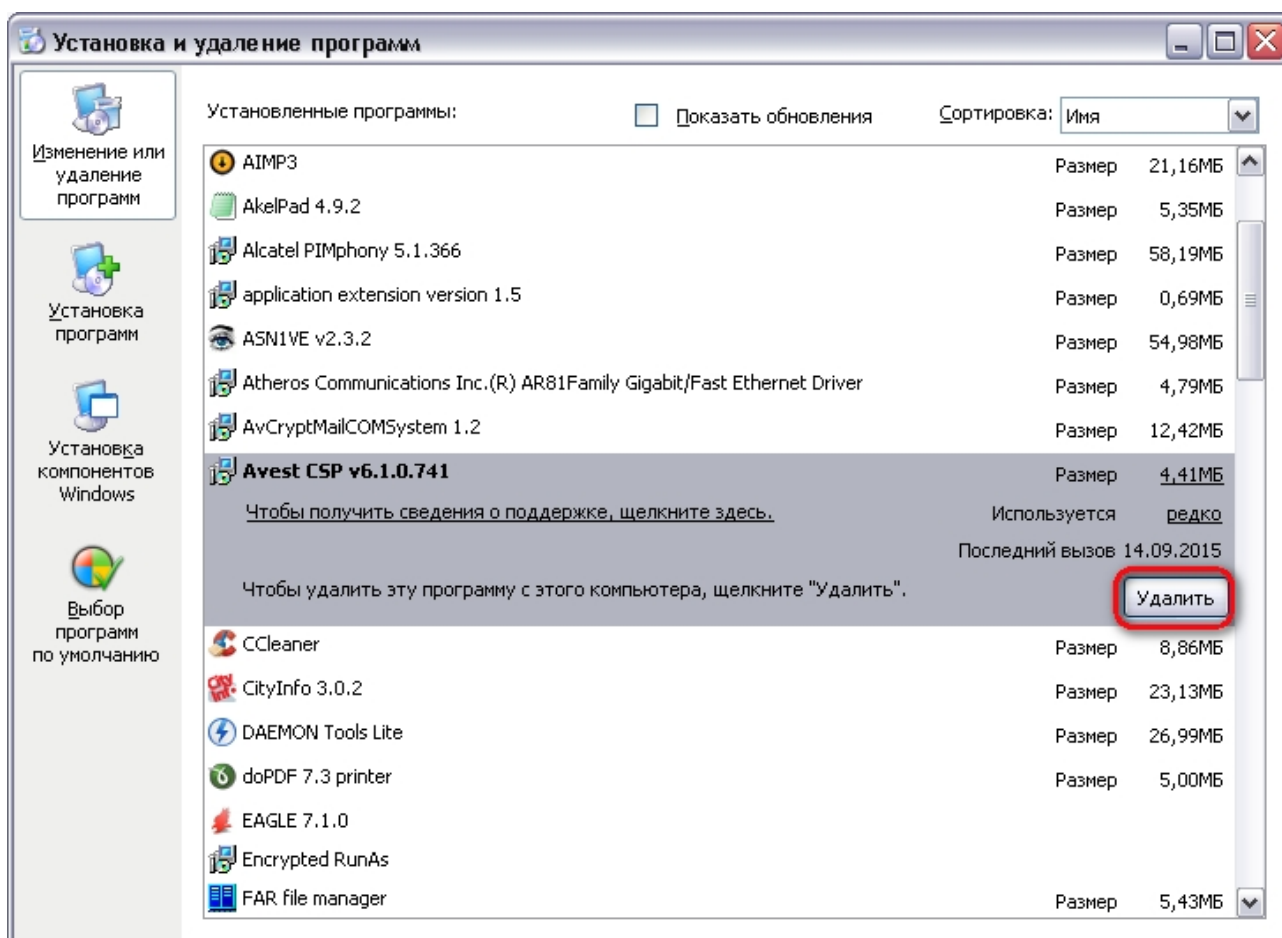 Установка и удаление программ
Изменение или
удаление
программ
Установка
программ
Установка
компонентов
Windows
Выбор
программ
по умолчанию
Установленные программы: Показать обновления Сортировка: Имя
AIMP3 Размер 21,16МБ
AkelPad 4.9.2 Размер 5,35МБ
Alcatel PIMphony 5.1.366 Размер 58,19МБ
application extension version 1.5 Размер 0,69МБ
ASN1VE v2.3.2 Размер 54,98МБ
Atheros Communications Inc.(R) AR81Family Gigabit/Fast Ethernet Driver Размер 4,79МБ
AvCryptMailCOMSystem 1.2 Размер 12,42МБ
Avest CSP v6.1.0.741 Размер 4,41МБ
Чтобы получить сведения о поддержке, щелкните здесь. Используется редко
Последний вызов 14.09.2015
Чтобы удалить эту программу с этого компьютера, щелкните "Удалить". Удалить
CCleaner Размер 8,86МБ
CityInfo 3.0.2 Размер 23,13МБ
DAEMON Tools Lite Размер 26,99МБ
doPDF 7.3 printer Размер 5,00МБ
EAGLE 7.1.0
Encrypted RunAs
FAR file manager Размер 5,43МБ